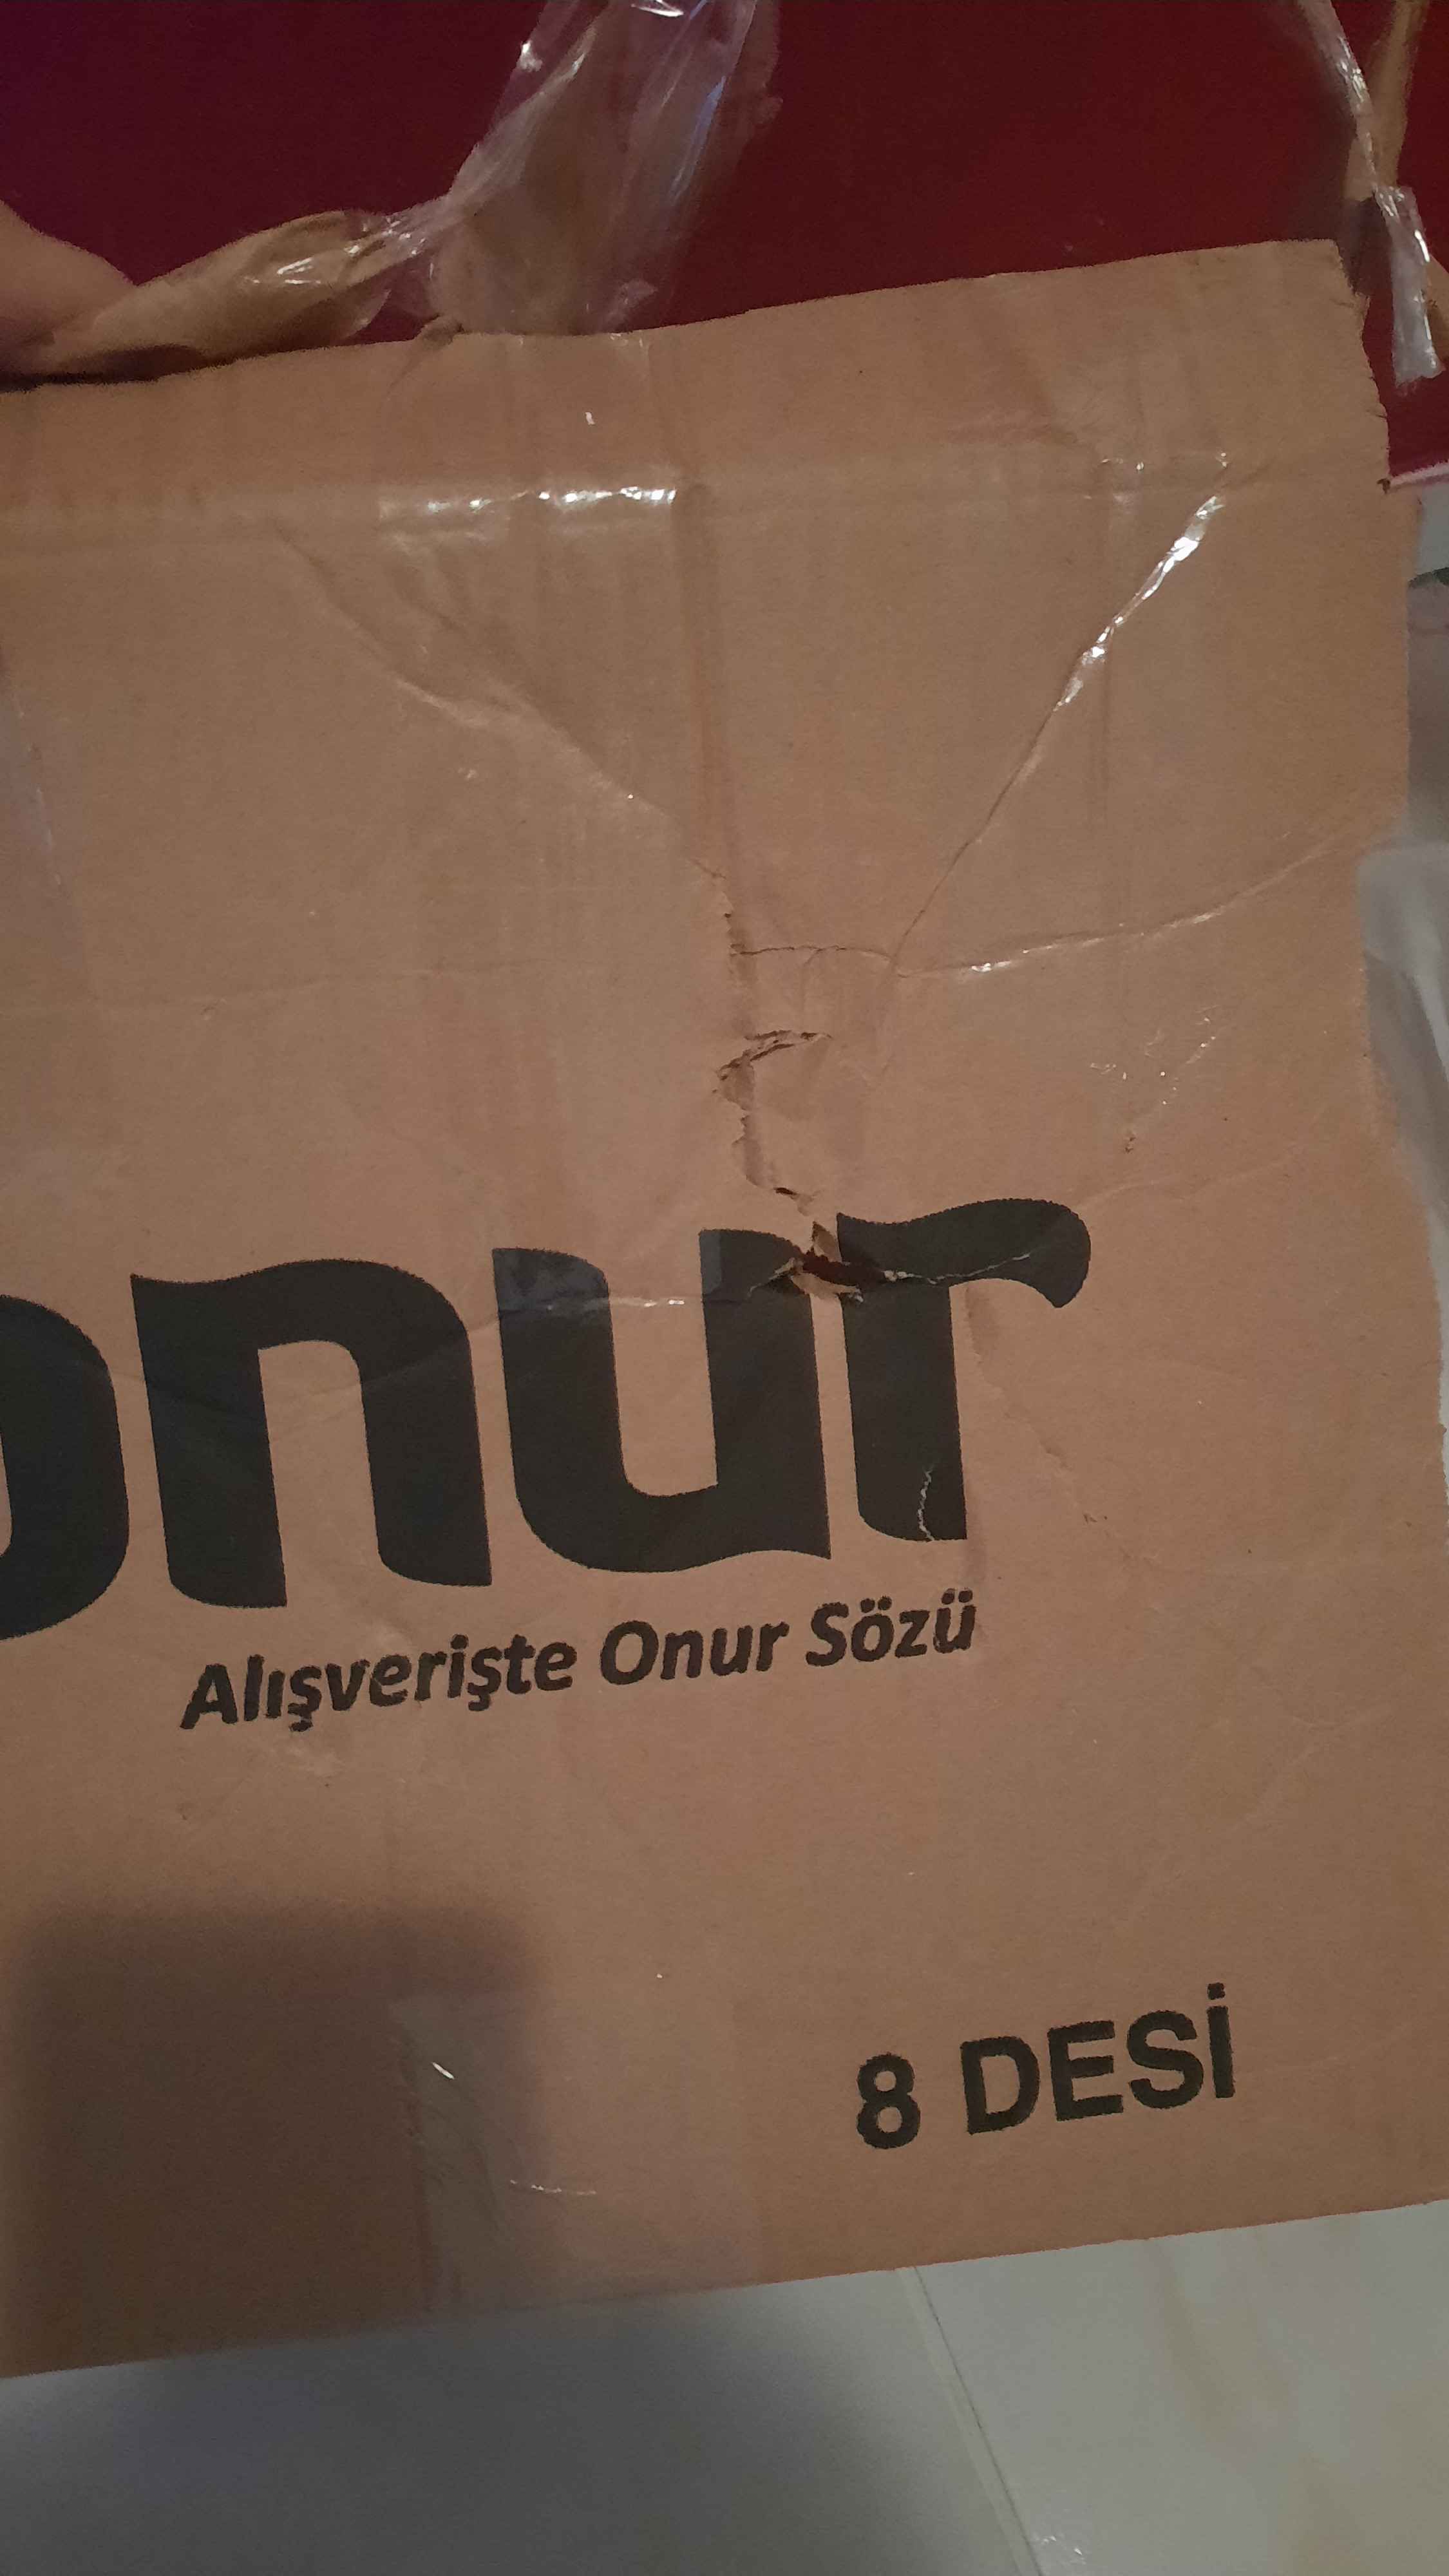 onur
Alışverişte Onur Sözü
8 DESİ